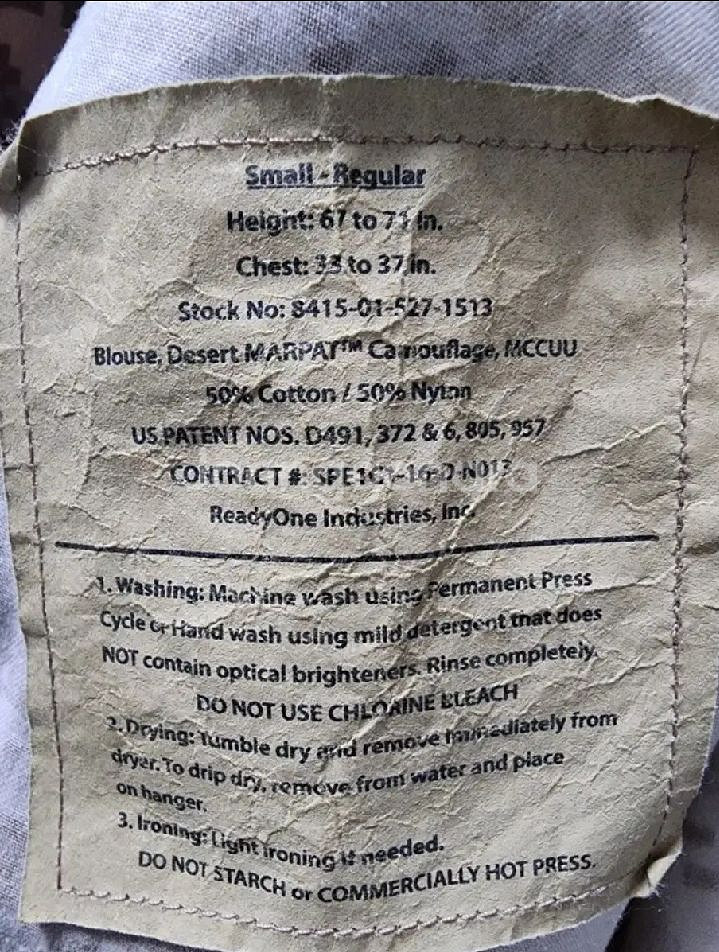 Small - Regular
Height: 67 to 71 In.
Chest: 33 to 37 in.
Stock No: 8415-01-527-1513
Blouse, Desert MARPAT™ Camouflage, MCCUU
50% Cotton / 50% Nylon
US PATENT NOS. D491, 372 & 6, 805, 957
CONTRACT #: SPE1C1-16-D-N013
ReadyOne Industries, Inc.
1. Washing: Machine wash using Permanent Press
Cycle or Hand wash using mild detergent that does
NOT contain optical brighteners. Rinse completely.
DO NOT USE CHLORINE BLEACH
2. Drying: Tumble dry and remove immediately from
dryer. To drip dry, remove from water and place
on hanger.
3. Ironing: Light ironing if needed.
DO NOT STARCH or COMMERCIALLY HOT PRESS.